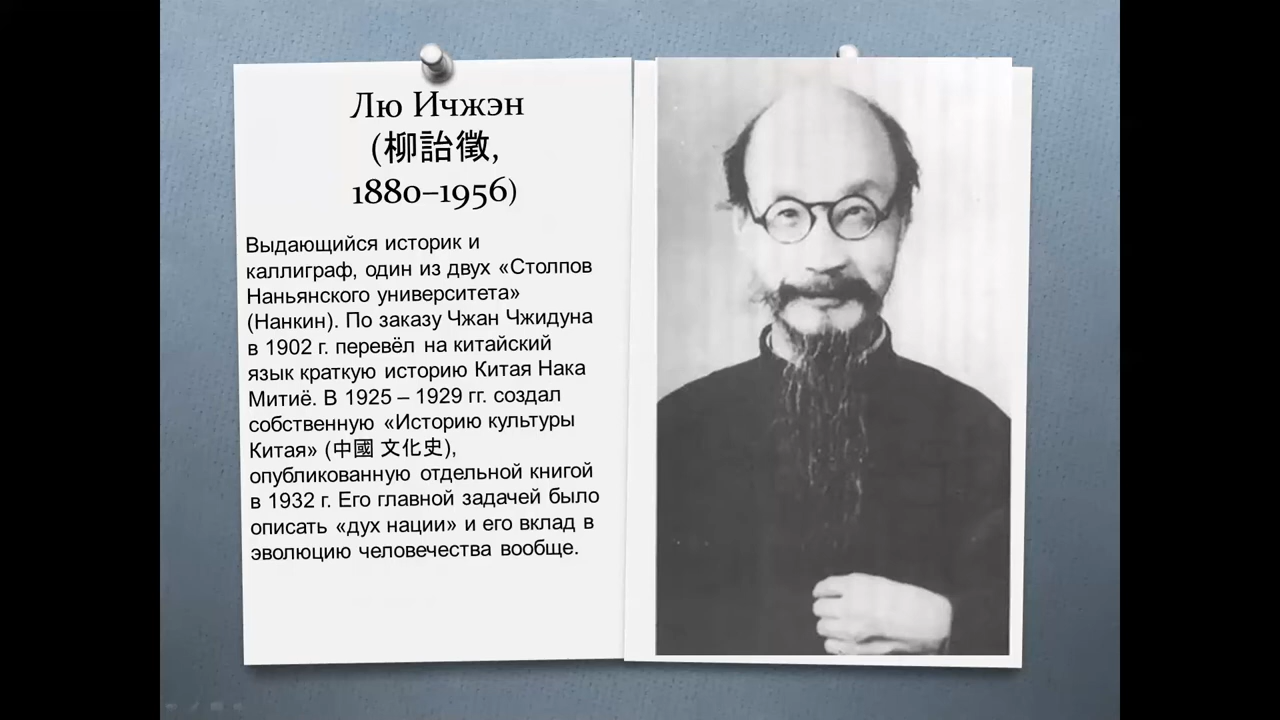 Лю Ичжэн
(柳詒徵,
1880–1956)
Выдающийся историк и
каллиграф, один из двух «Столпов
Наньянского университета»
(Нанкин). По заказу Чжан Чжидуна
в 1902 г. перевёл на китайский
язык краткую историю Китая Нака
Митиё. В 1925 – 1929 гг. создал
собственную «Историю культуры
Китая» (中國 文化史),
опубликованную отдельной книгой
в 1932 г. Его главной задачей было
описать «дух нации» и его вклад в
эволюцию человечества вообще.